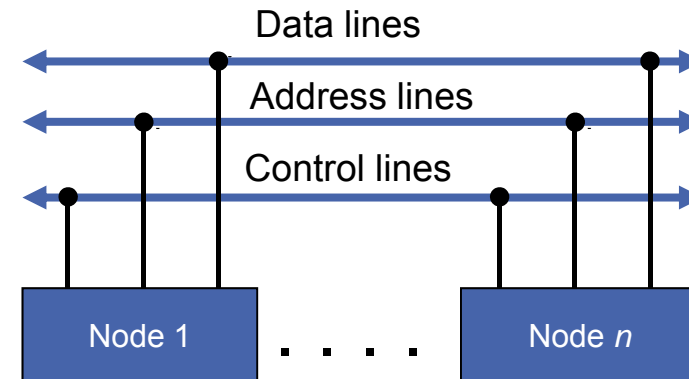 Data lines
Address lines
Control lines
Node 1
. . . .
Node n